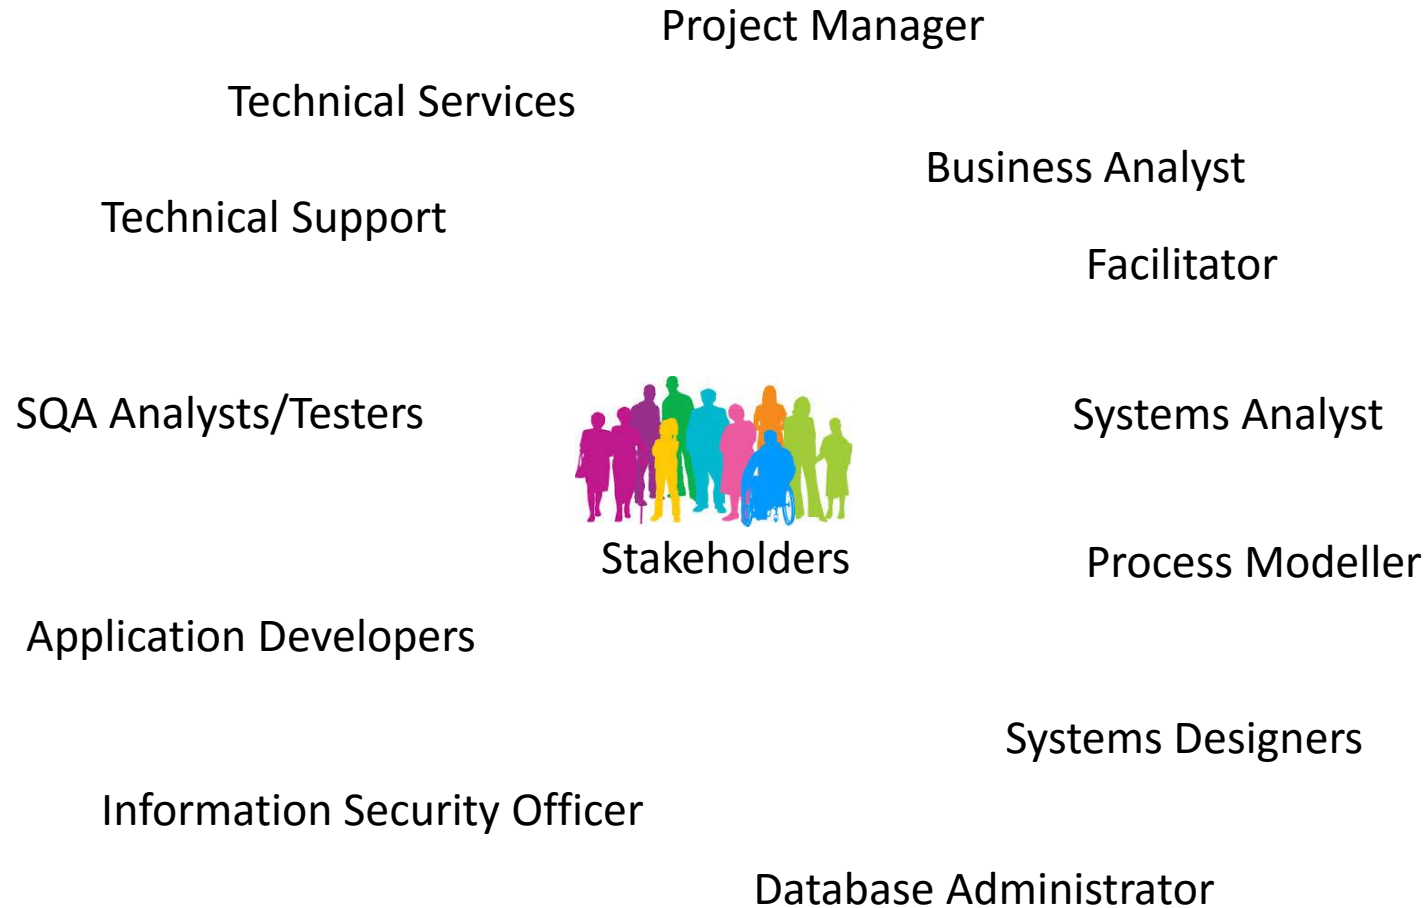 Project Manager
Technical Services
Business Analyst
Technical Support
Facilitator
SQA Analysts/Testers
Systems Analyst
Stakeholders
Process Modeller
Application Developers
Systems Designers
Information Security Officer
Database Administrator